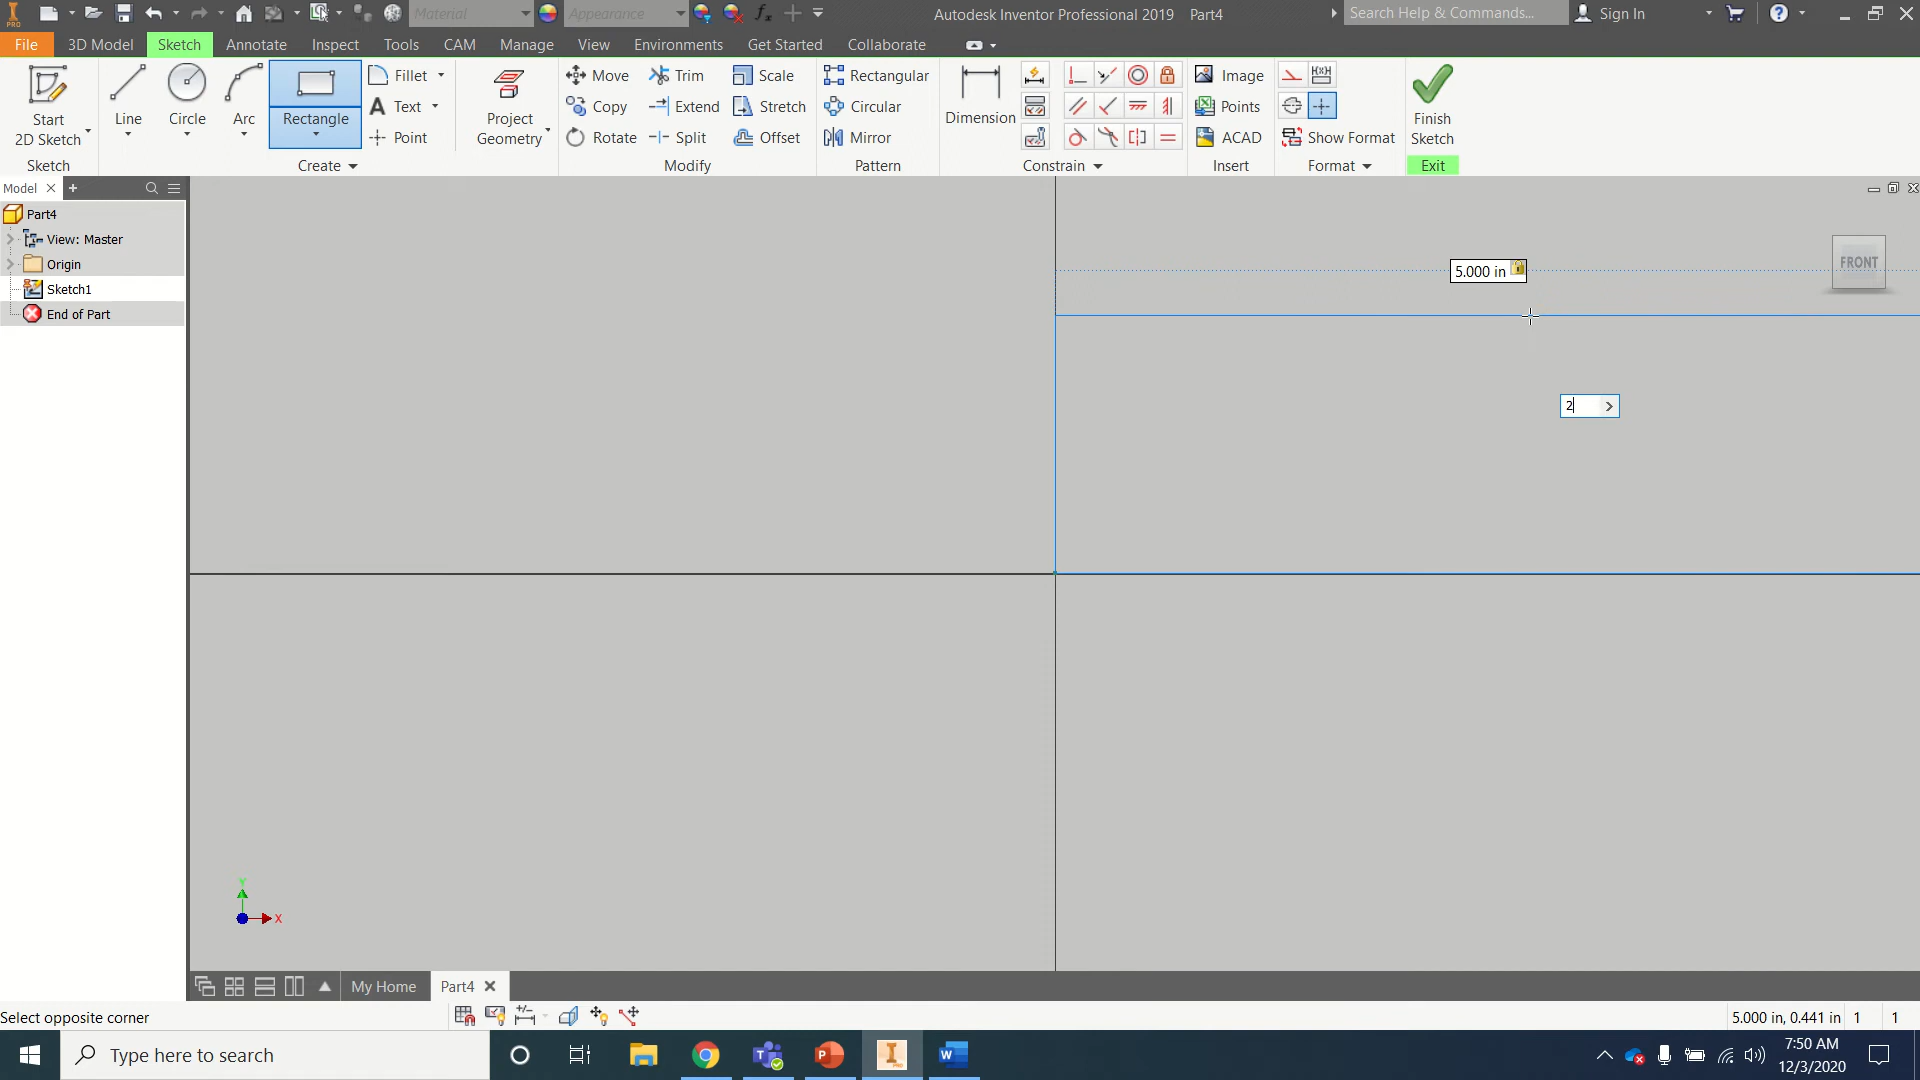 Material
Appearance
Autodesk Inventor Professional 2019 Part4
Search Help & Commands...
Sign In
PRO
File 3D Model Sketch Annotate Inspect Tools CAM Manage View Environments Get Started Collaborate
Start
2D Sketch
Line
Circle
Arc
Rectangle
Fillet
Text
Point
Project
Geometry
Move
Copy
Rotate
Trim
Extend
Split
Scale
Stretch
Offset
Rectangular
Circular
Mirror
Dimension
Image
Points
ACAD
Show Format
Finish
Sketch
Sketch
Create
Modify
Pattern
Constrain
Insert
Format
Exit
Model
Part4
View: Master
Origin
Sketch1
End of Part
5.000 in
FRONT
2
Y
X
My Home
Part4
Select opposite corner
5.000 in, 0.441 in 1 1
Type here to search
7:50 AM
12/3/2020